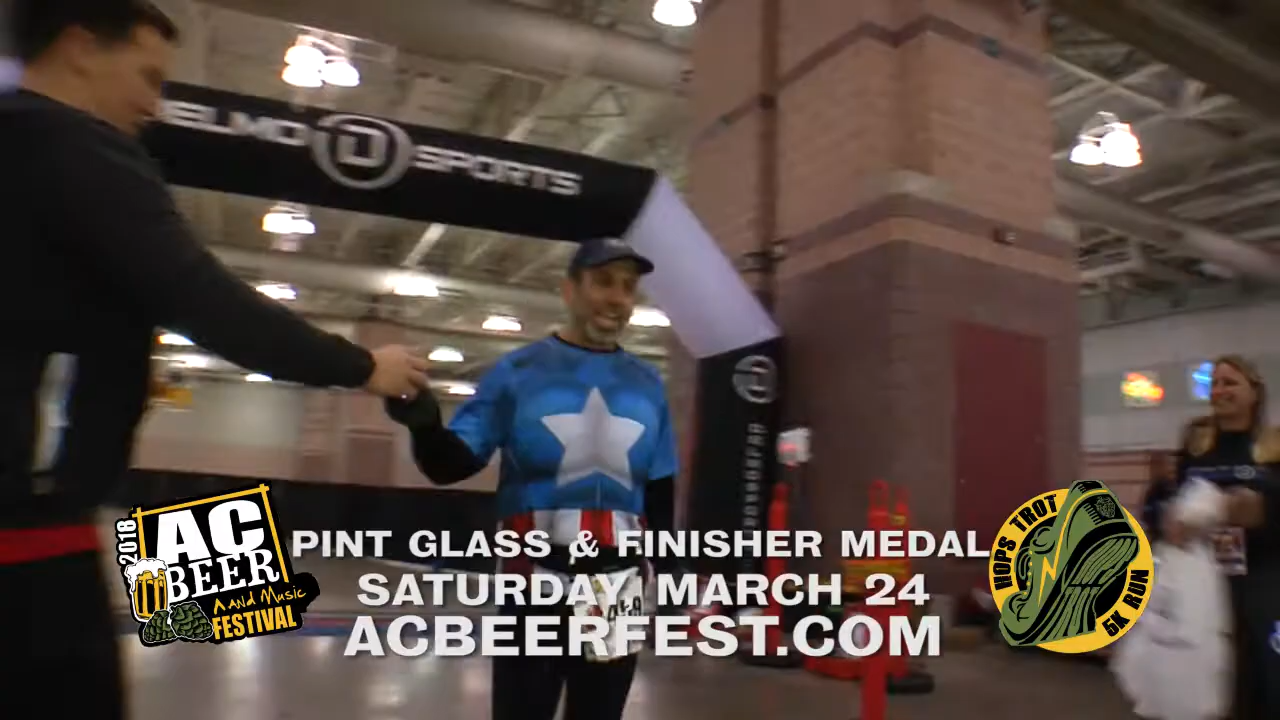 ELMO D SPORTS
D
2018
AC
BEER
AND MUSIC
FESTIVAL
PINT GLASS & FINISHER MEDAL
SATURDAY, MARCH 24
ACBEERFEST.COM
HOPS TROT
5K RUN